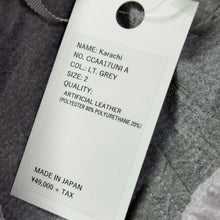 NAME: Karachi
NO. CCAA17UNI A
COL.: LT. GREY
SIZE: 2
QUALITY:
ARTIFICIAL LEATHER
(POLYESTER 80% POLYURETHANE 20%)
MADE IN JAPAN
¥49,000 + TAX